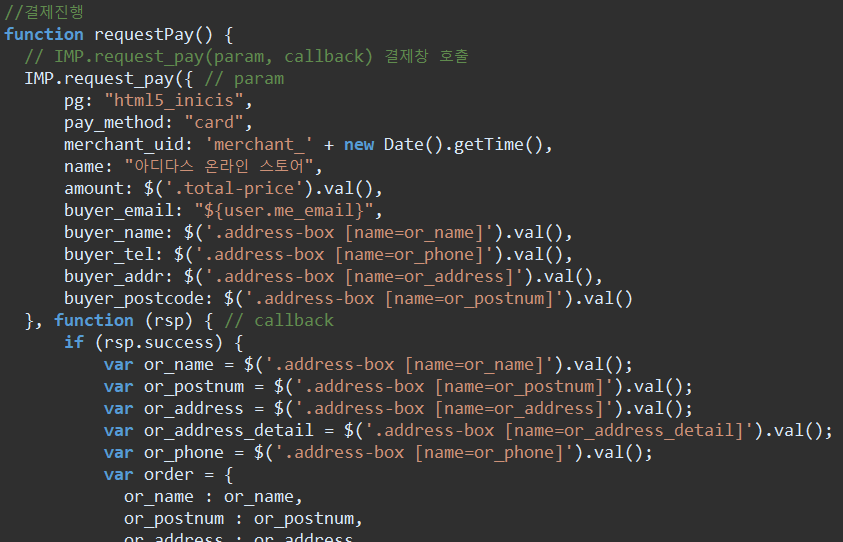 //결제진행
function requestPay() {
  // IMP.request_pay(param, callback) 결제창 호출
  IMP.request_pay({ // param
      pg: "html5_inicis",
      pay_method: "card",
      merchant_uid: 'merchant_' + new Date().getTime(),
      name: "아디다스 온라인 스토어",
      amount: $('.total-price').val(),
      buyer_email: "${user.me_email}",
      buyer_name: $('.address-box [name=or_name]').val(),
      buyer_tel: $('.address-box [name=or_phone]').val(),
      buyer_addr: $('.address-box [name=or_address]').val(),
      buyer_postcode: $('.address-box [name=or_postnum]').val()
  }, function (rsp) { // callback
      if (rsp.success) {
          var or_name = $('.address-box [name=or_name]').val();
          var or_postnum = $('.address-box [name=or_postnum]').val();
          var or_address = $('.address-box [name=or_address]').val();
          var or_address_detail = $('.address-box [name=or_address_detail]').val();
          var or_phone = $('.address-box [name=or_phone]').val();
          var order = {
            or_name : or_name,
            or_postnum : or_postnum,
            or_address : or_address